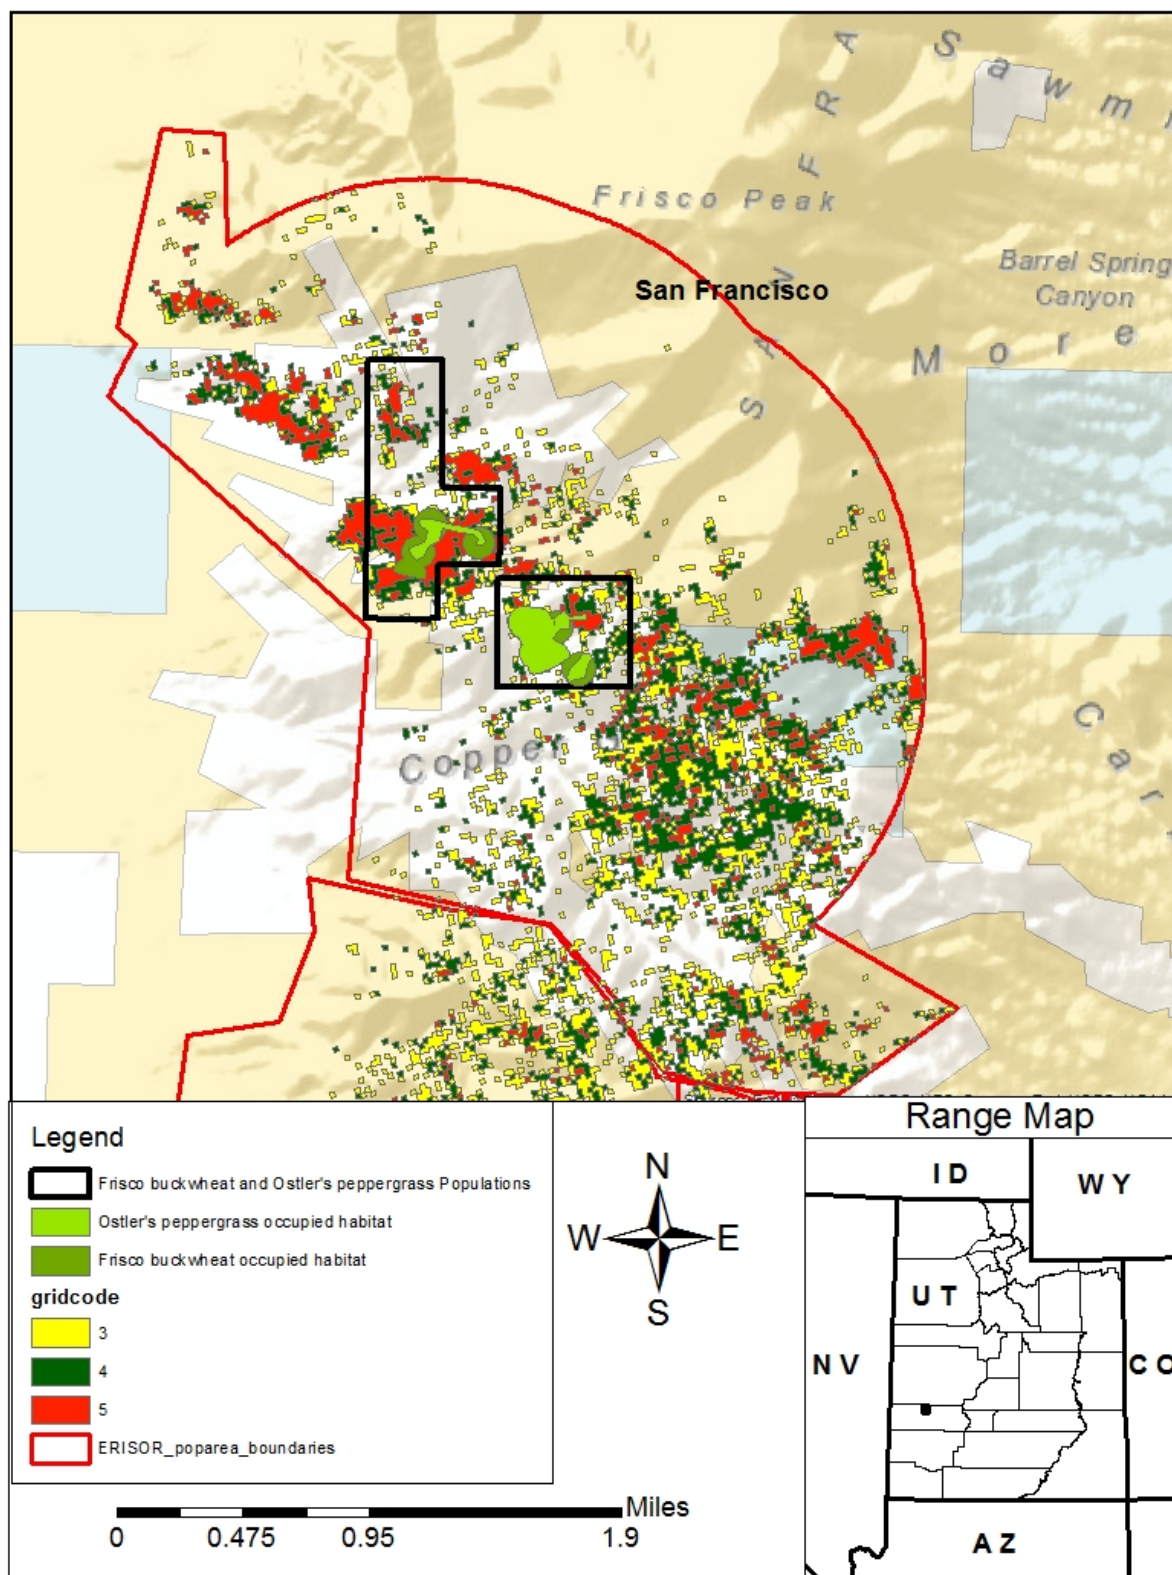 S a w m
S A N F R A
Frisco Peak
Barrel Spring
Canyon
San Francisco
M o r e
Copper
C a r
Legend
Frisco buckwheat and Ostler's peppergrass Populations
Ostler's peppergrass occupied habitat
Frisco buckwheat occupied habitat
gridcode
3
4
5
ERISOR_poparea_boundaries
N
W E
S
Miles
0 0.475 0.95 1.9
Range Map
ID
WY
UT
NV
CO
AZ